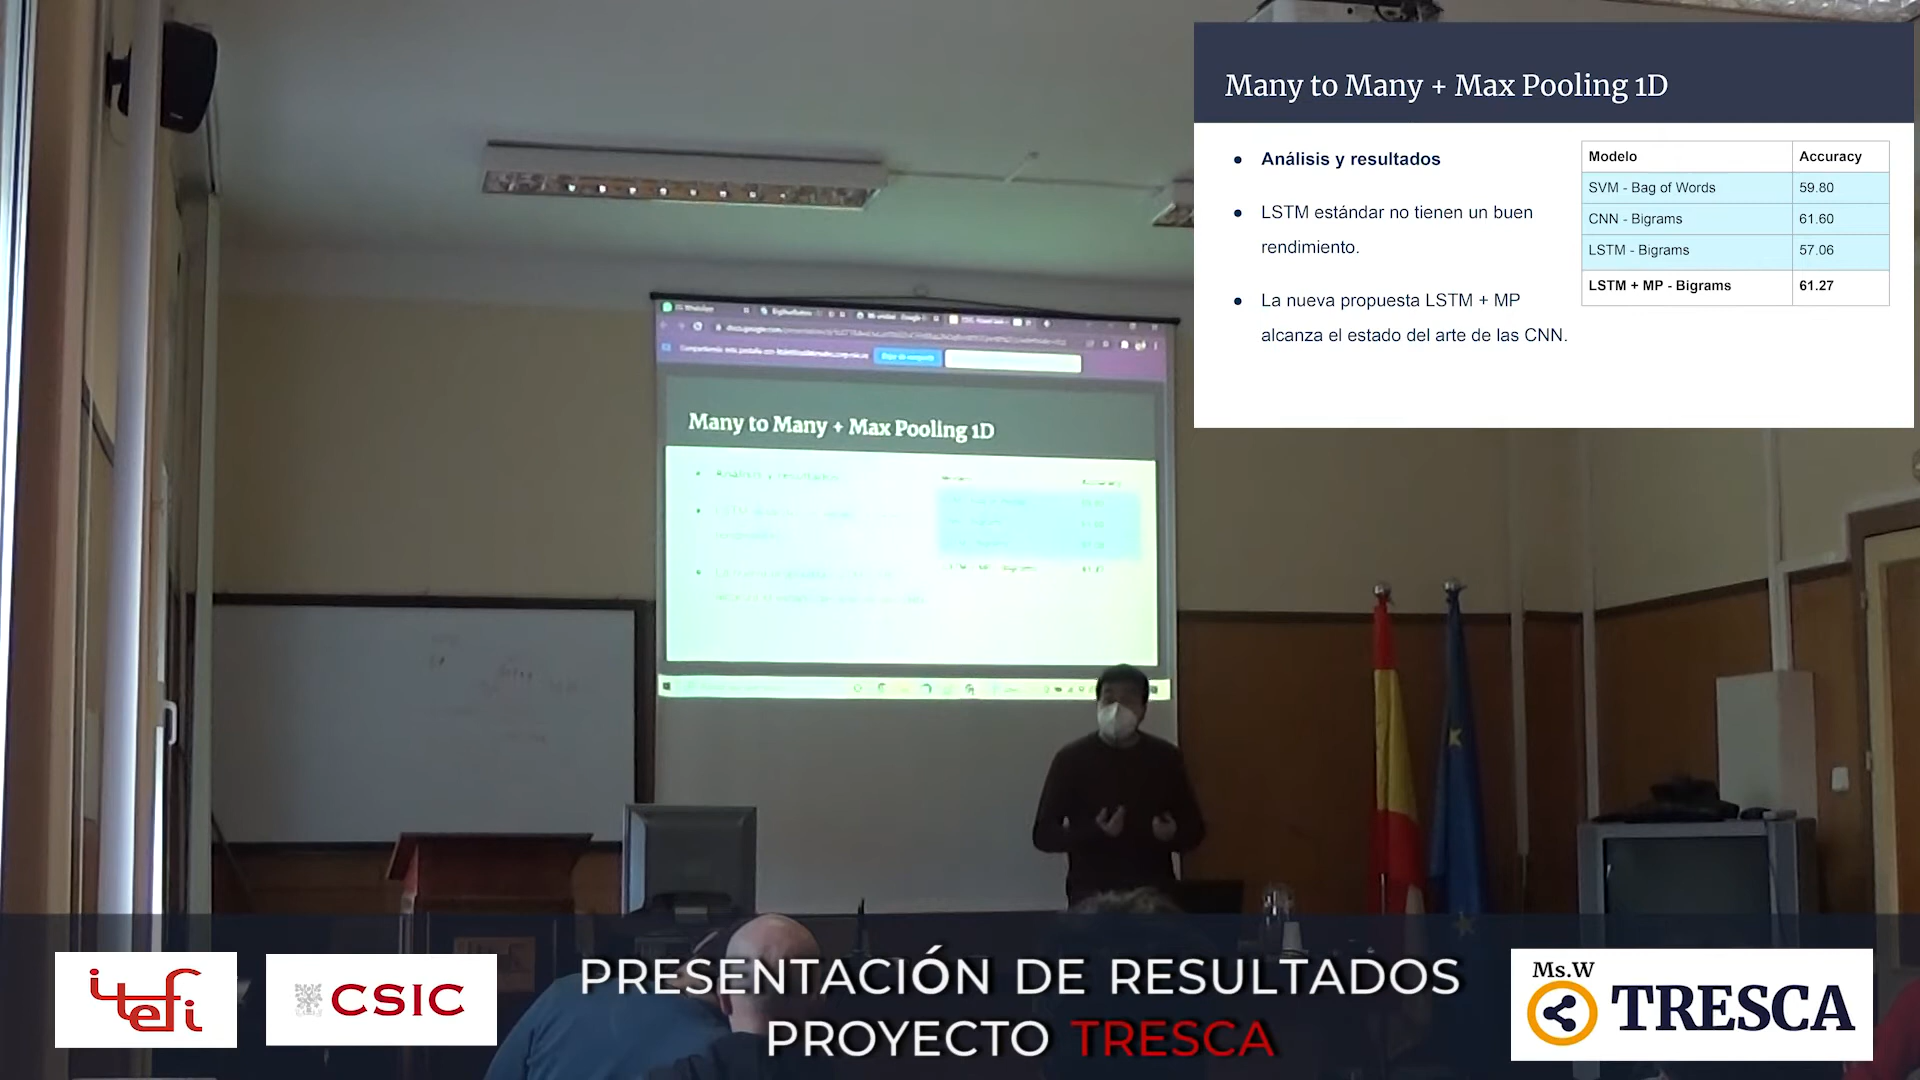 Many to Many + Max Pooling 1D
● Análisis y resultados
● LSTM estándar no tienen un buen
rendimiento.
● La nueva propuesta LSTM + MP
alcanza el estado del arte de las CNN.
Modelo Accuracy
SVM - Bag of Words 59.80
CNN - Bigrams 61.60
LSTM - Bigrams 57.06
LSTM + MP - Bigrams 61.27
Many to Many + Max Pooling 1D
itefi
CSIC
PRESENTACIÓN DE RESULTADOS
PROYECTO TRESCA
Ms.W
TRESCA